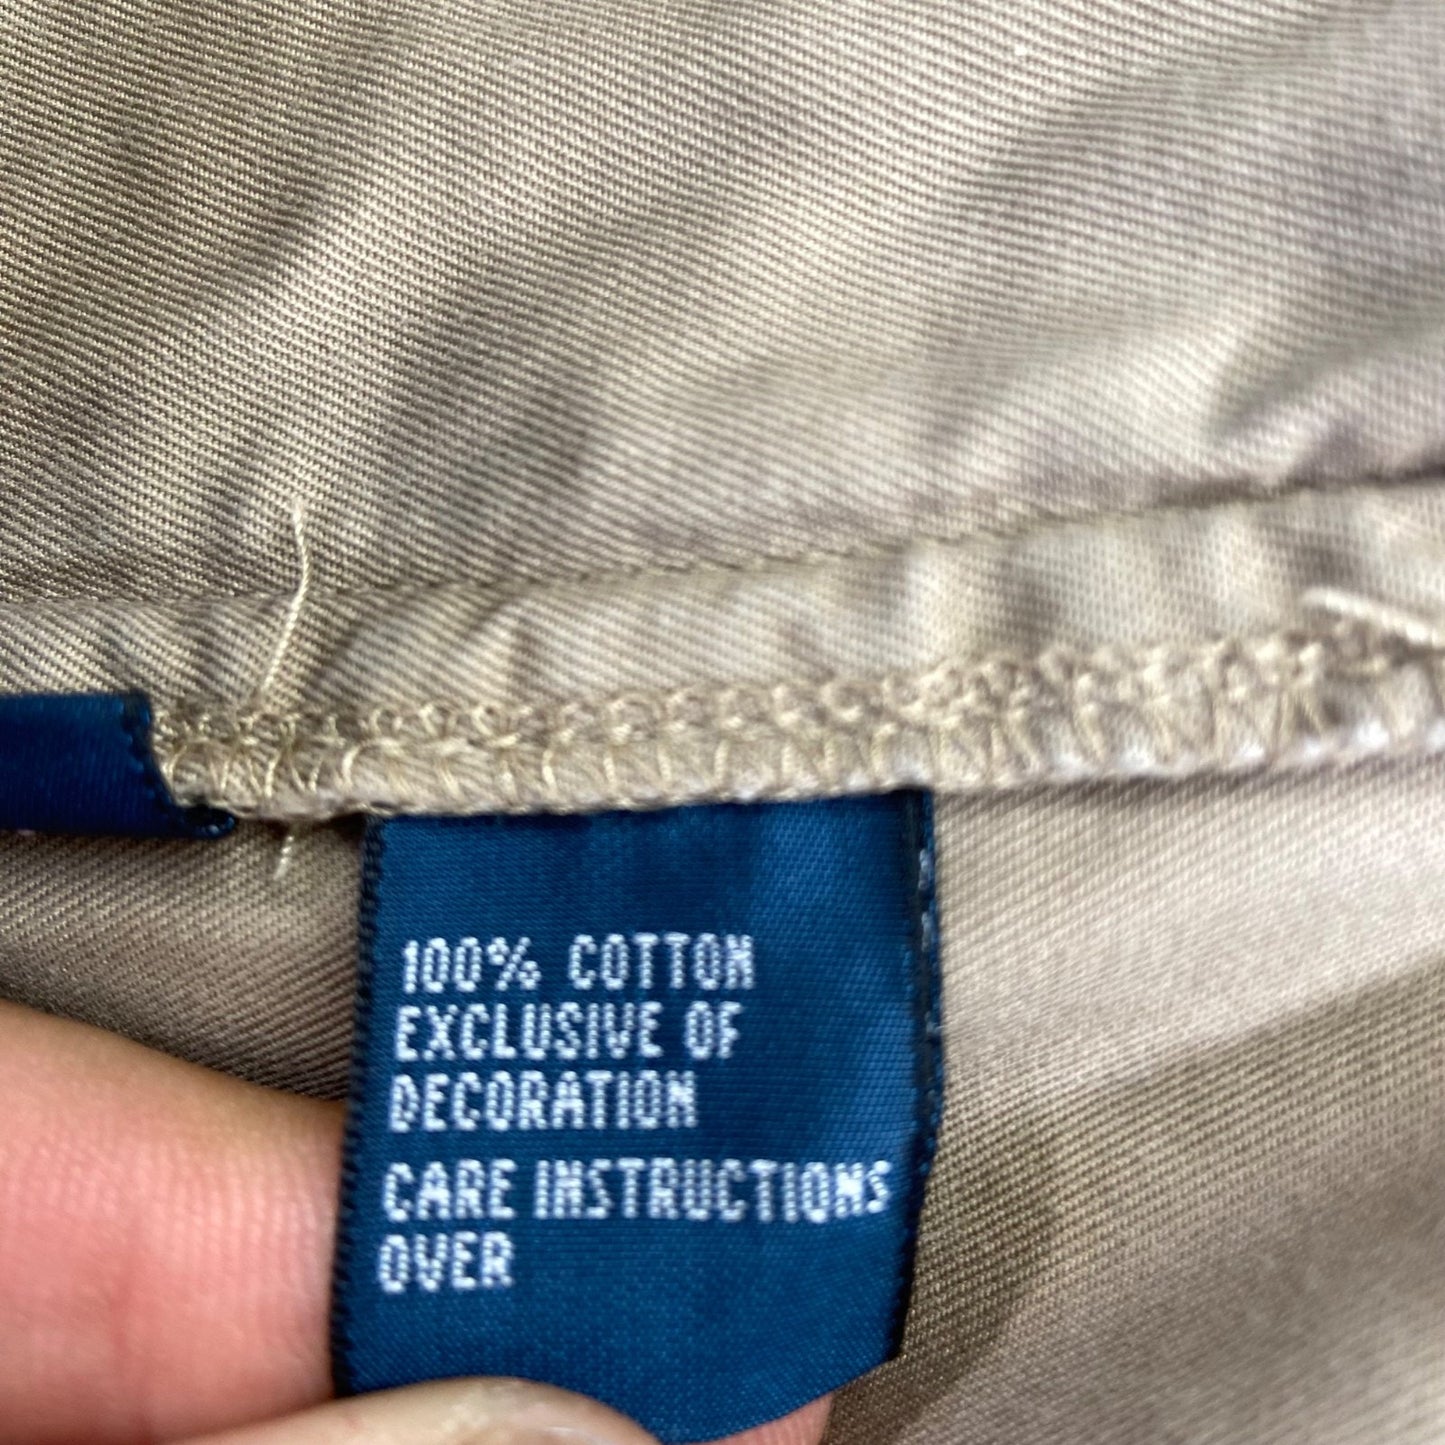 100% COTTON
EXCLUSIVE OF
DECORATION
CARE INSTRUCTIONS
OVER